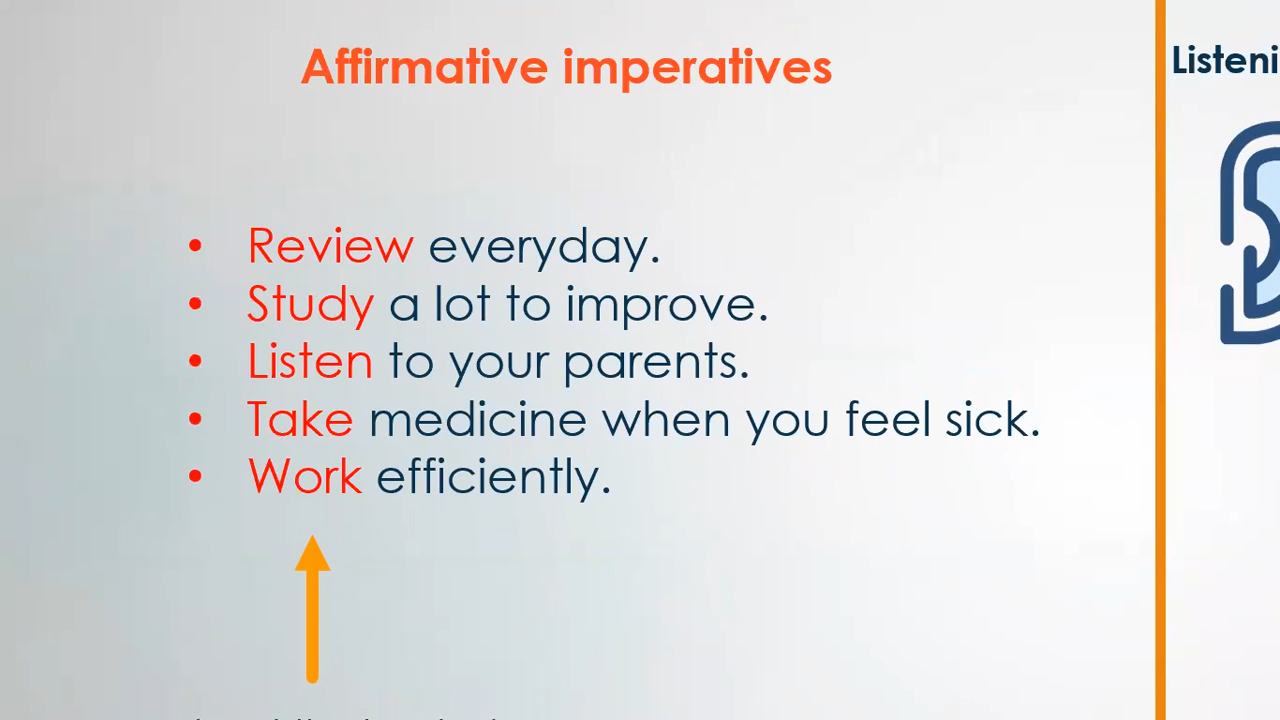 Affirmative imperatives
Listeni
• Review everyday.
• Study a lot to improve.
• Listen to your parents.
• Take medicine when you feel sick.
• Work efficiently.